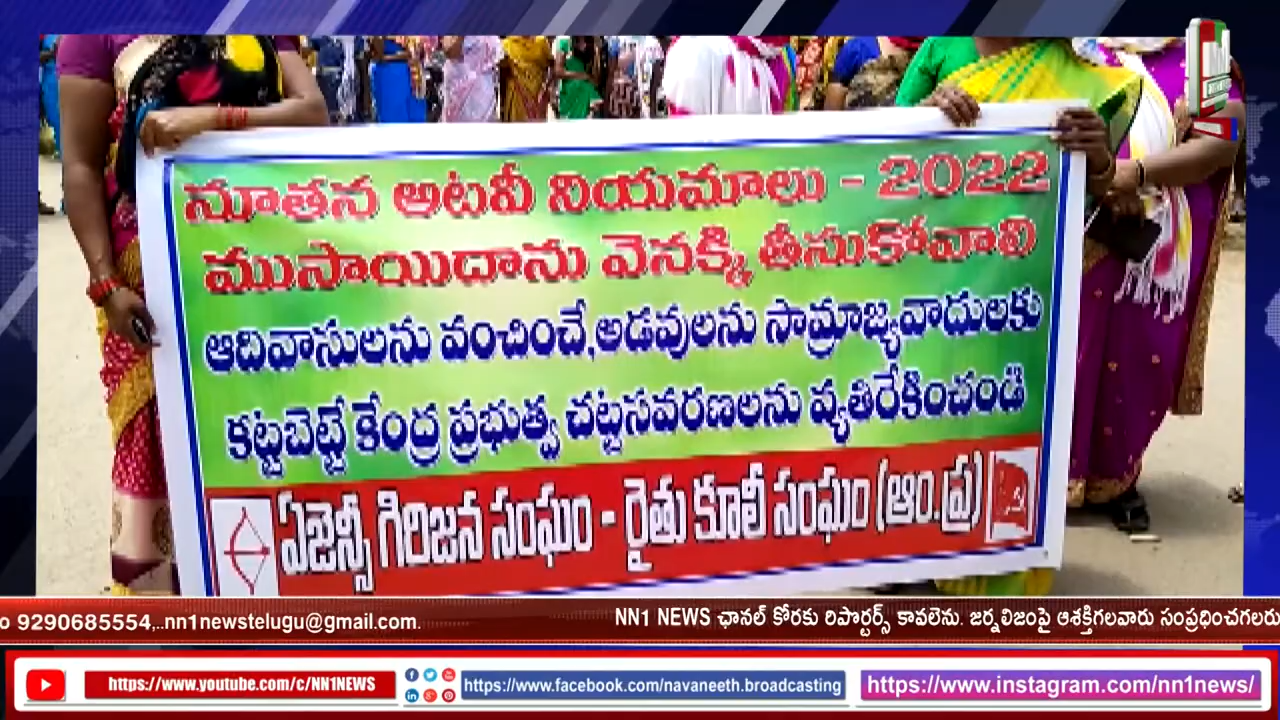 నూతన అటవీ నియమాలు - 2022
ముసాయిదాను వెనక్కి తీసుకోవాలి
ఆదివాసులను వంచించే,అడవులను సామ్రాజ్యవాదులకు
కట్టబెట్టే కేంద్ర ప్రభుత్వ చట్టసవరణలను వ్యతిరేకించండి
ఏజెన్సీ గిరిజన సంఘం - రైతు కూలీ సంఘం (ఆం.ప్ర)
9290685554,..nn1newstelugu@gmail.com.
NN1 NEWS ఛానల్ కోరకు రిపొర్టర్స్ కావలెను. జర్నలిజంపై ఆశక్తిగలవారు సంప్రధించగలరు
https://www.youtube.com/c/NN1NEWS
https://www.facebook.com/navaneeth.broadcasting
https://www.instagram.com/nn1news/